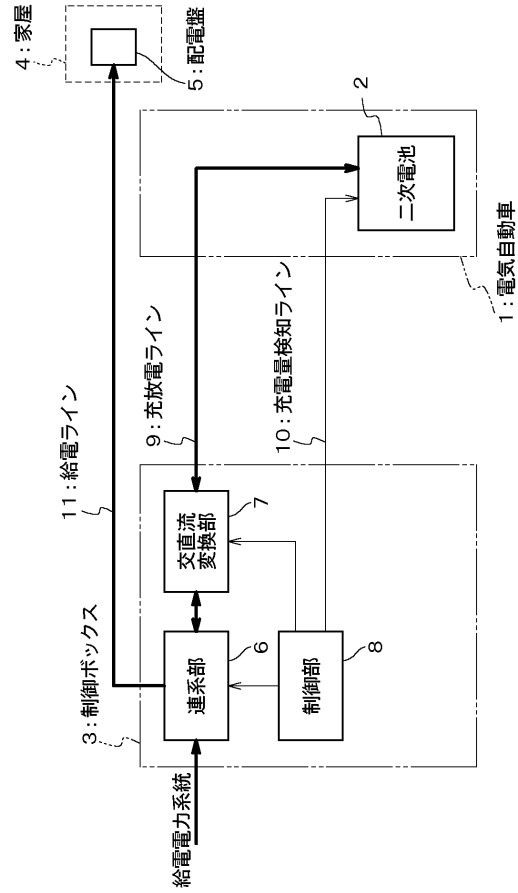 4：家屋
5：配電盤
2
二次電池
1：電気自動車
11：給電ライン
9：充放電ライン
10：充電量検知ライン
3：制御ボックス
交直流
変換部
7
連系部
6
制御部
8
給電電力系統